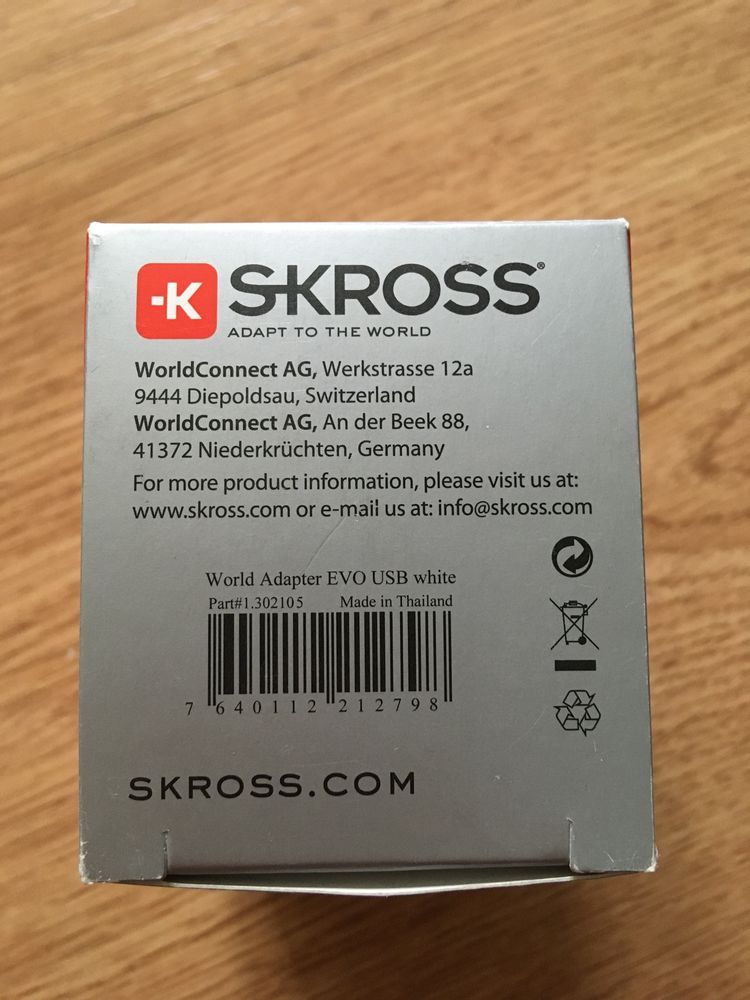 -K SKROSS®
ADAPT TO THE WORLD
WorldConnect AG, Werkstrasse 12a
9444 Diepoldsau, Switzerland
WorldConnect AG, An der Beek 88,
41372 Niederkrüchten, Germany
For more product information, please visit us at:
www.skross.com or e-mail us at: info@skross.com
World Adapter EVO USB white
Part#1.302105 Made in Thailand
7 640112 212798
SKROSS.COM